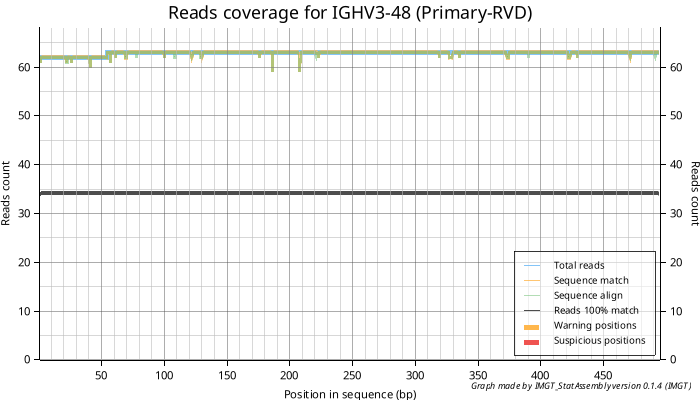 Reads coverage for IGHV3-48 (Primary-RVD)
60
50
40
30
20
10
0
60
50
40
30
20
10
0
Reads count
Reads count
Total reads
Sequence match
Sequence align
Reads 100% match
Warning positions
Suspicious positions
50
100
150
200
250
300
350
400
450
Position in sequence (bp)
Graph made by IMGT_StatAssembly version 0.1.4 (IMGT)